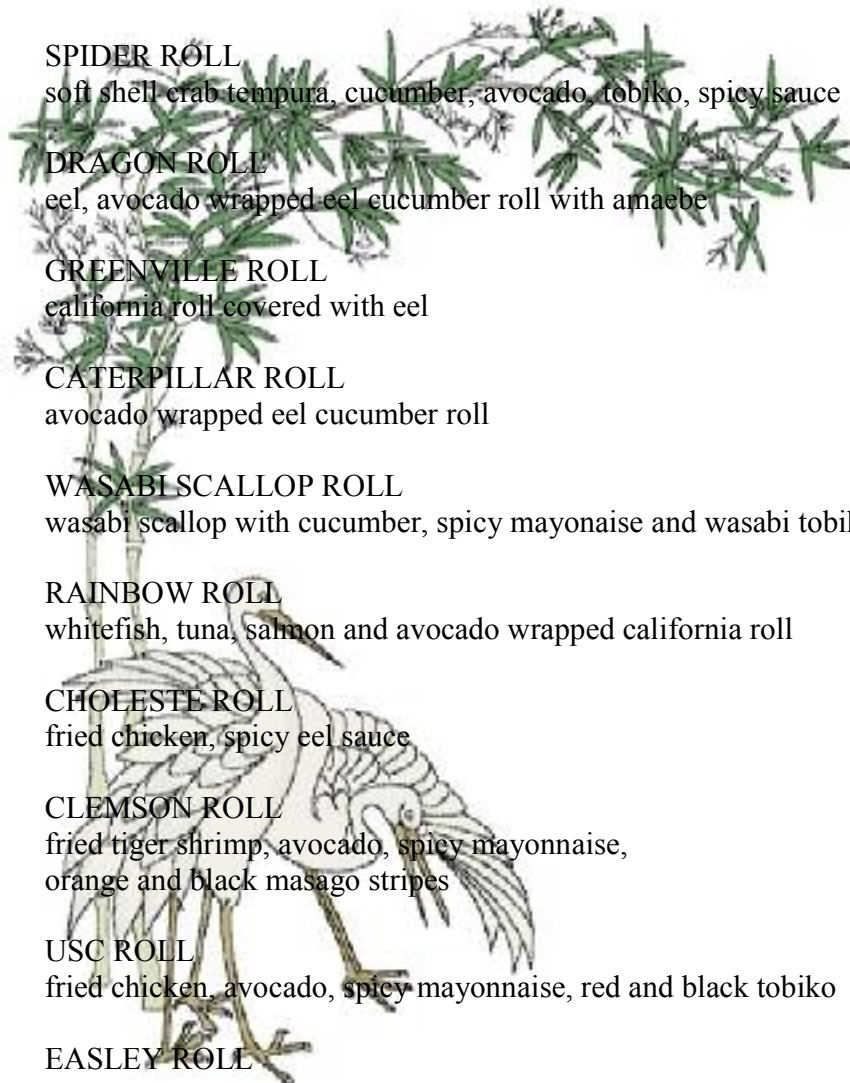 SPIDER ROLL
soft shell crab tempura, cucumber, avocado, tobiko, spicy sauce
DRAGON ROLL
eel, avocado wrapped eel cucumber roll with amaebe
GREENVILLE ROLL
california roll covered with eel
CATERPILLAR ROLL
avocado wrapped eel cucumber roll
WASABI SCALLOP ROLL
wasabi scallop with cucumber, spicy mayonaise and wasabi
RAINBOW ROLL
whitefish, tuna, salmon and avocado wrapped california roll
CHOLESTE ROLL
fried chicken, spicy eel sauce
CLEMSON ROLL
fried tiger shrimp, avocado, spicy mayonnaise,
orange and black masago stripes
USC ROLL
fried chicken, avocado, spicy mayonnaise, red and black tobiko
EASLEY ROLL